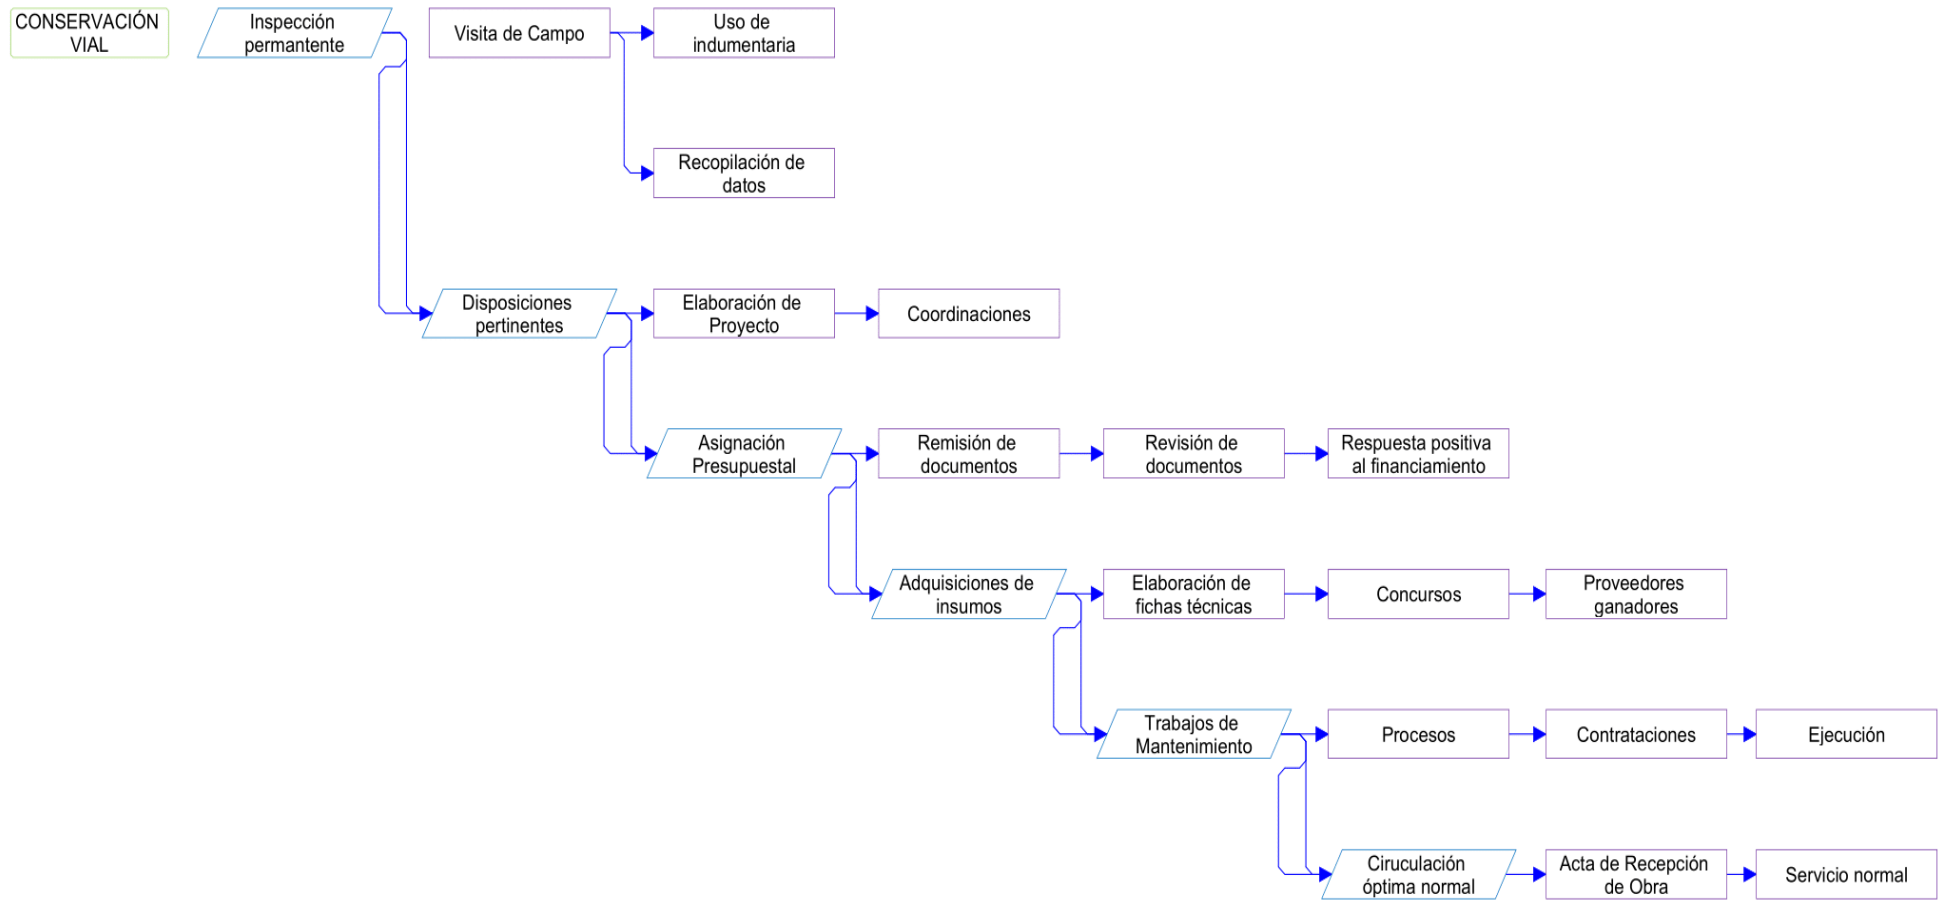 CONSERVACIÓN
VIAL
Inspección
permantente
Visita de Campo
Uso de
indumentaria
Recopilación de
datos
Disposiciones
pertinentes
Elaboración de
Proyecto
Coordinaciones
Asignación
Presupuestal
Remisión de
documentos
Revisión de
documentos
Respuesta positiva
al financiamiento
Adquisiciones de
insumos
Elaboración de
fichas técnicas
Concursos
Proveedores
ganadores
Trabajos de
Mantenimiento
Procesos
Contrataciones
Ejecución
Ciruculación
óptima normal
Acta de Recepción
de Obra
Servicio normal